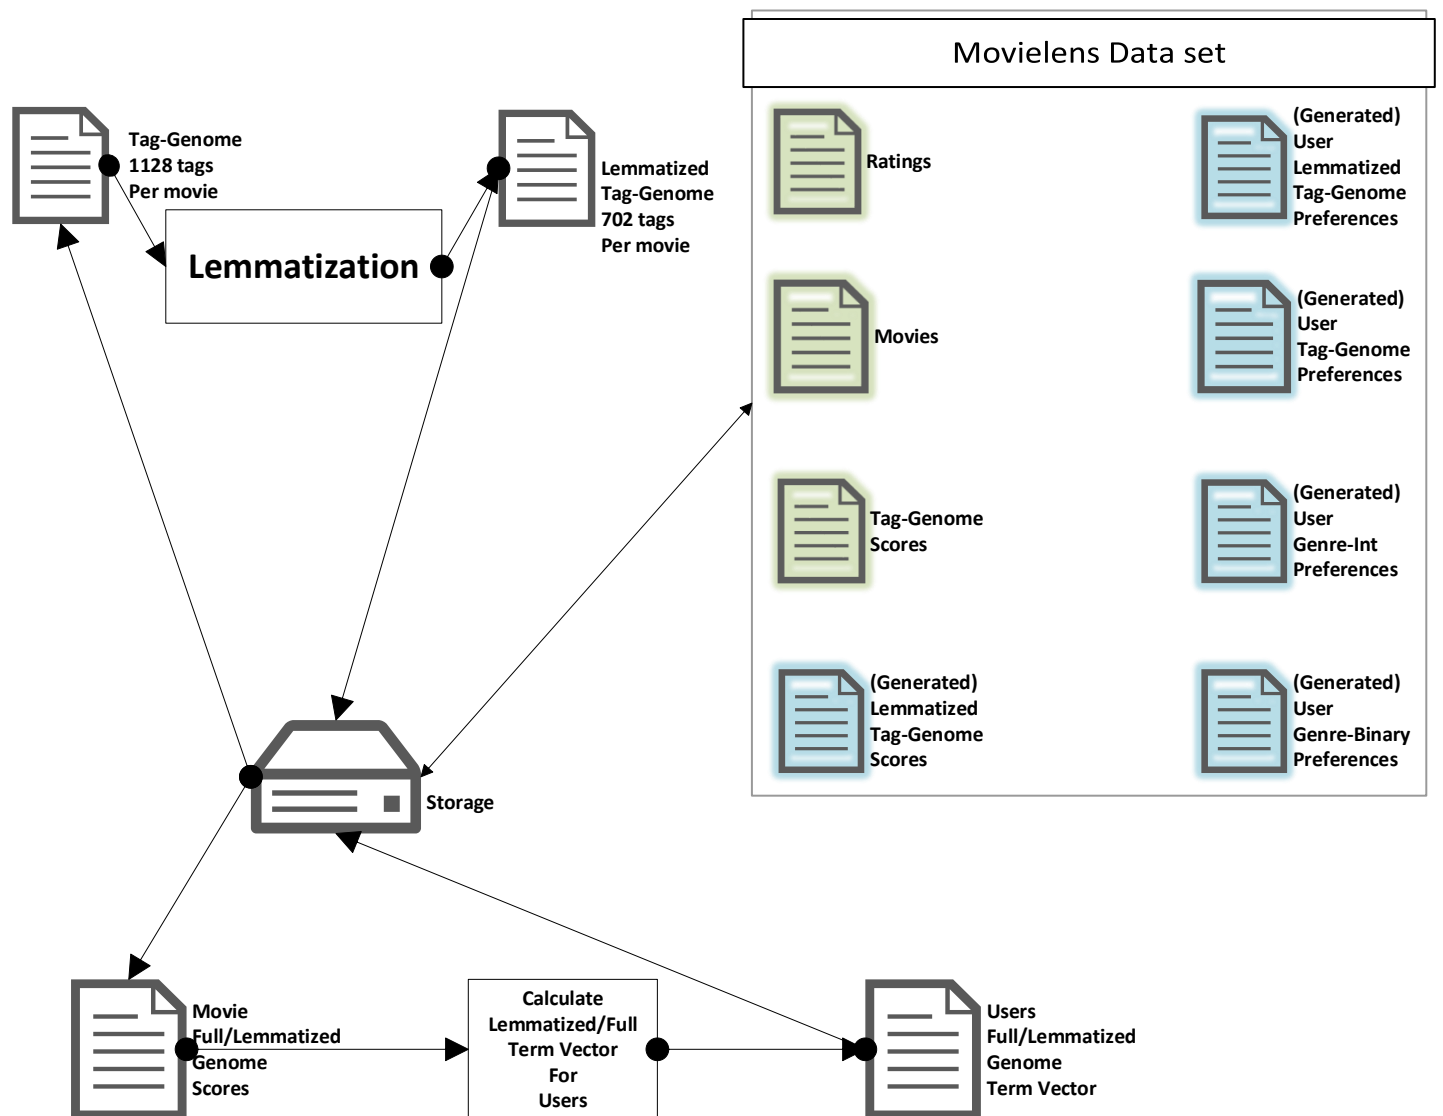 Movielens Data set
Tag-Genome
1128 tags
Per movie
Lemmatization
Lemmatized
Tag-Genome
702 tags
Per movie
Ratings
(Generated)
User
Lemmatized
Tag-Genome
Preferences
Movies
(Generated)
User
Tag-Genome
Preferences
Tag-Genome
Scores
(Generated)
User
Genre-Int
Preferences
(Generated)
Lemmatized
Tag-Genome
Scores
(Generated)
User
Genre-Binary
Preferences
Storage
Movie
Full/Lemmatized
Genome
Scores
Calculate
Lemmatized/Full
Term Vector
For
Users
Users
Full/Lemmatized
Genome
Term Vector